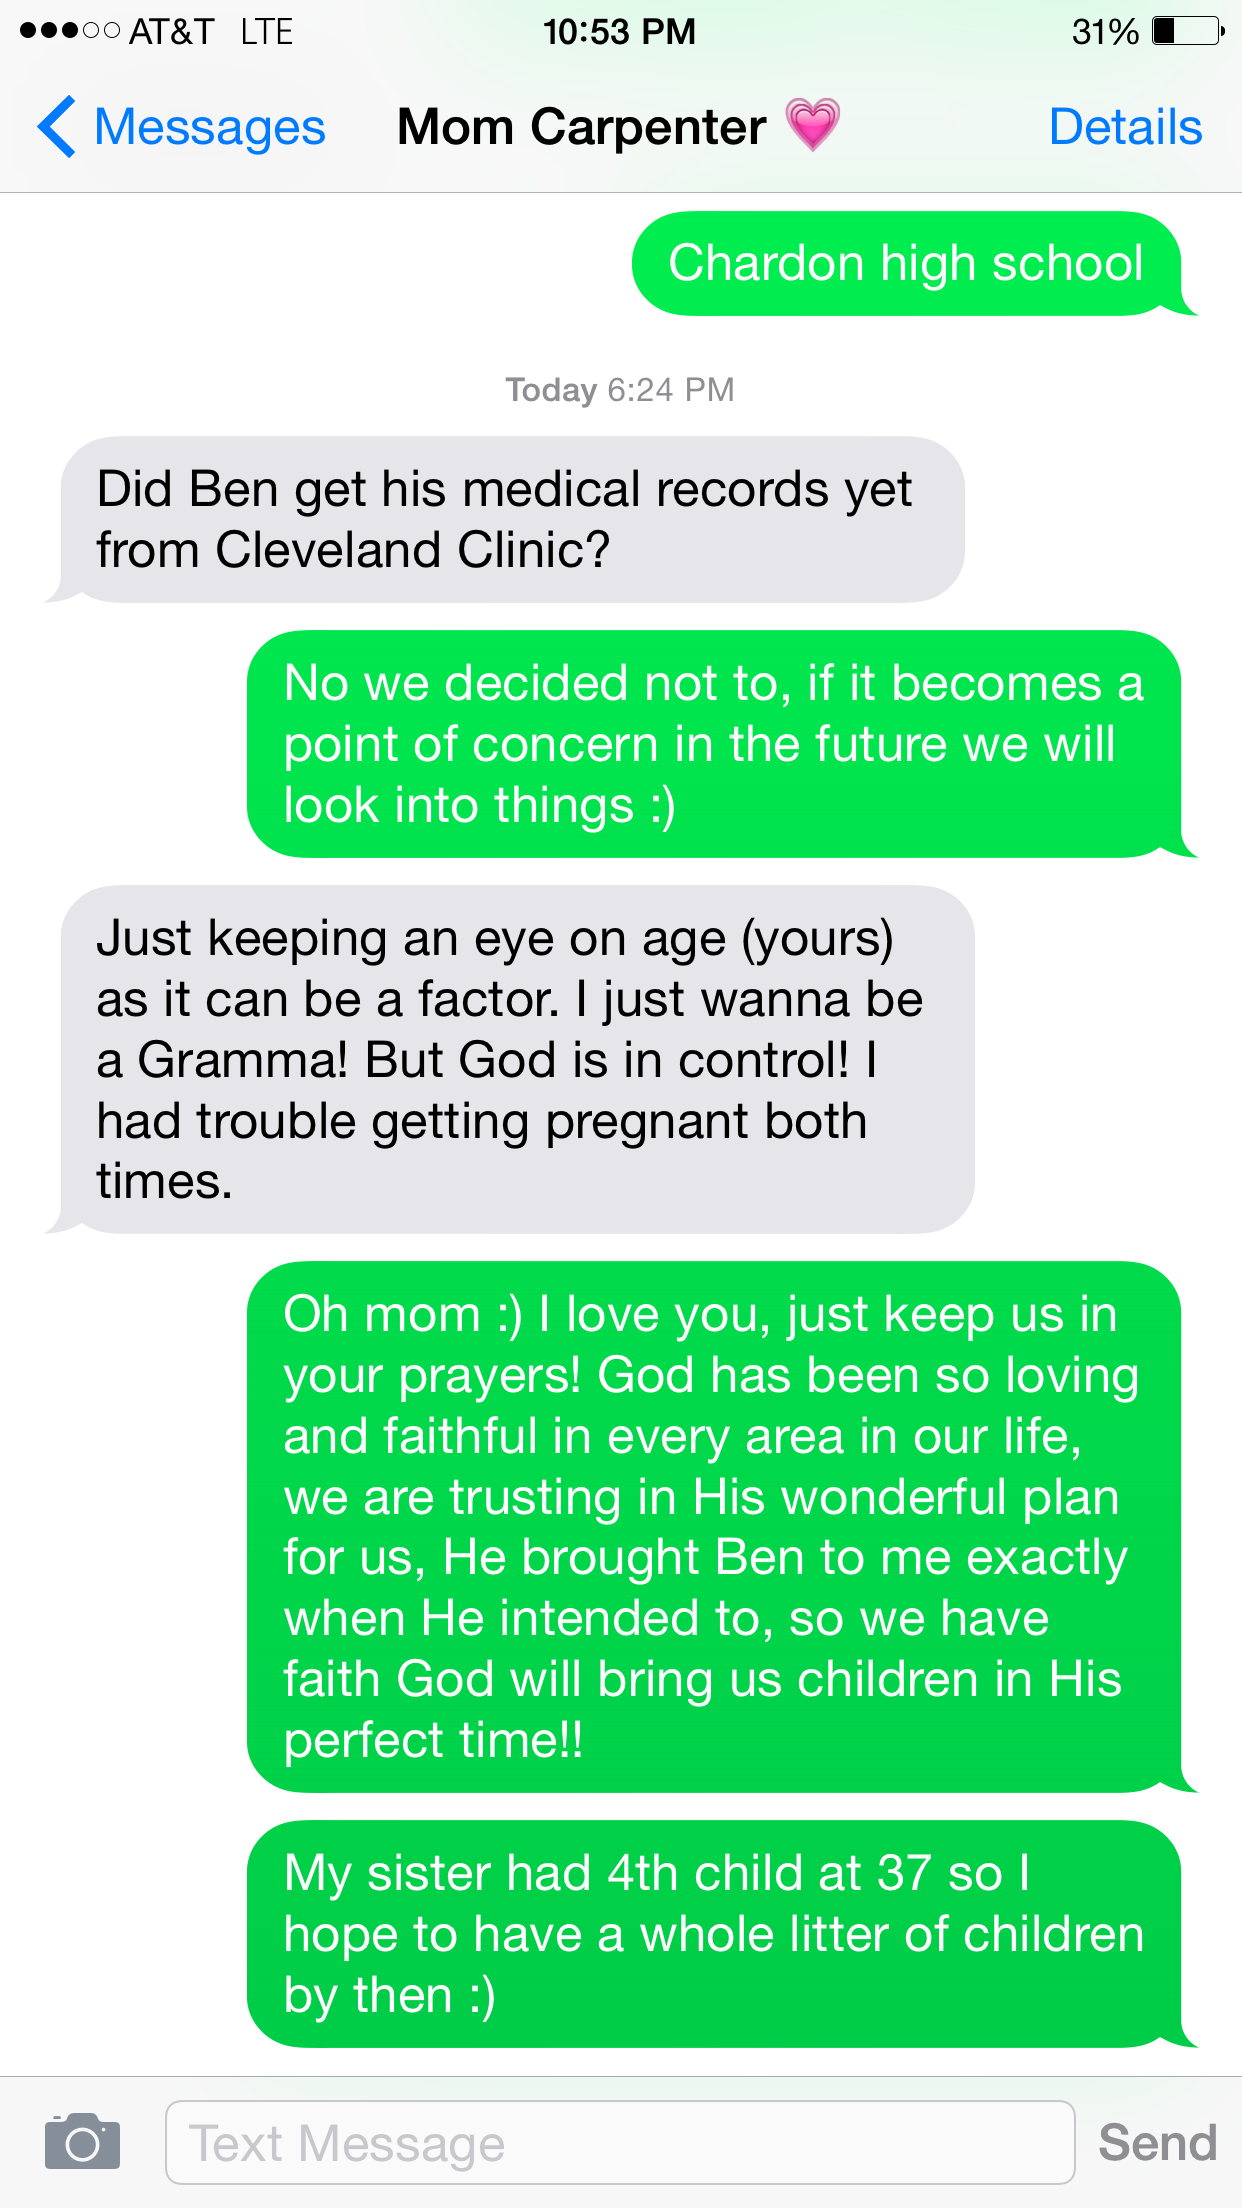 AT&T LTE 10:53 PM 31%
Messages Mom Carpenter 💗 Details
Chardon high school
Today 6:24 PM
Did Ben get his medical records yet
from Cleveland Clinic?
No we decided not to, if it becomes a
point of concern in the future we will
look into things :)
Just keeping an eye on age (yours)
as it can be a factor. I just wanna be
a Gramma! But God is in control! I
had trouble getting pregnant both
times.
Oh mom :) I love you, just keep us in
your prayers! God has been so loving
and faithful in every area in our life,
we are trusting in His wonderful plan
for us, He brought Ben to me exactly
when He intended to, so we have
faith God will bring us children in His
perfect time!!
My sister had 4th child at 37 so I
hope to have a whole litter of children
by then :)
Text Message Send